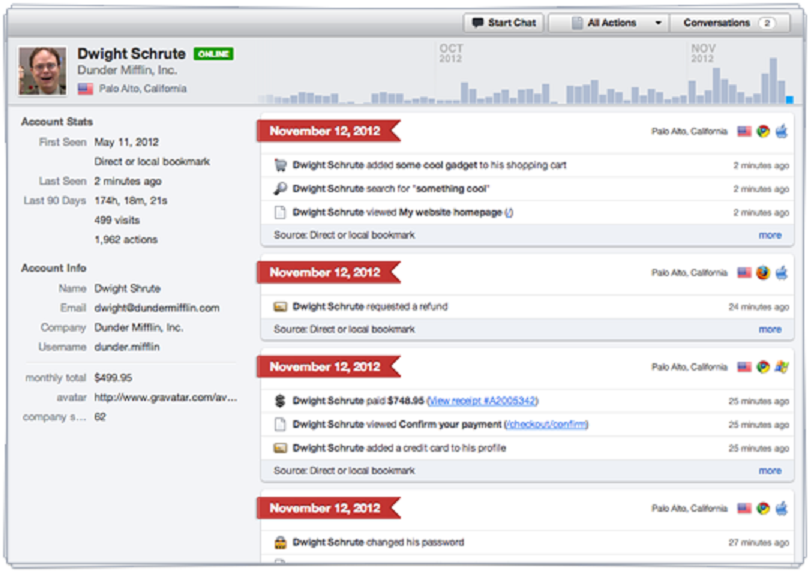 Start Chat
All Actions
Conversations 2
Dwight Schrute ONLINE
Dunder Mifflin, Inc.
Palo Alto, California
OCT
2012
NOV
2012
Account Stats
First Seen May 11, 2012
Direct or local bookmark
Last Seen 2 minutes ago
Last 90 Days 174h, 18m, 21s
499 visits
1,962 actions
Account Info
Name Dwight Shrute
Email dwight@dundermifflin.com
Company Dunder Mifflin, Inc.
Username dunder.mifflin
monthly total $499.95
avatar http://www.gravatar.com/av...
company s... 62
November 12, 2012 Palo Alto, California
Dwight Schrute added some cool gadget to his shopping cart 2 minutes ago
Dwight Schrute search for "something cool" 2 minutes ago
Dwight Schrute viewed My website homepage (/) 2 minutes ago
Source: Direct or local bookmark more
November 12, 2012 Palo Alto, California
Dwight Schrute requested a refund 24 minutes ago
Source: Direct or local bookmark more
November 12, 2012 Palo Alto, California
Dwight Schrute paid $748.95 (View receipt #A2005342) 25 minutes ago
Dwight Schrute viewed Confirm your payment (/checkout/confirm) 25 minutes ago
Dwight Schrute added a credit card to his profile 25 minutes ago
Source: Direct or local bookmark more
November 12, 2012 Palo Alto, California
Dwight Schrute changed his password 27 minutes ago